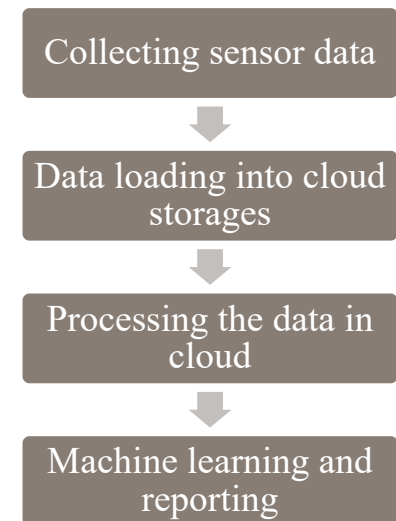 Collecting sensor data
Data loading into cloud
storages
Processing the data in
cloud
Machine learning and
reporting